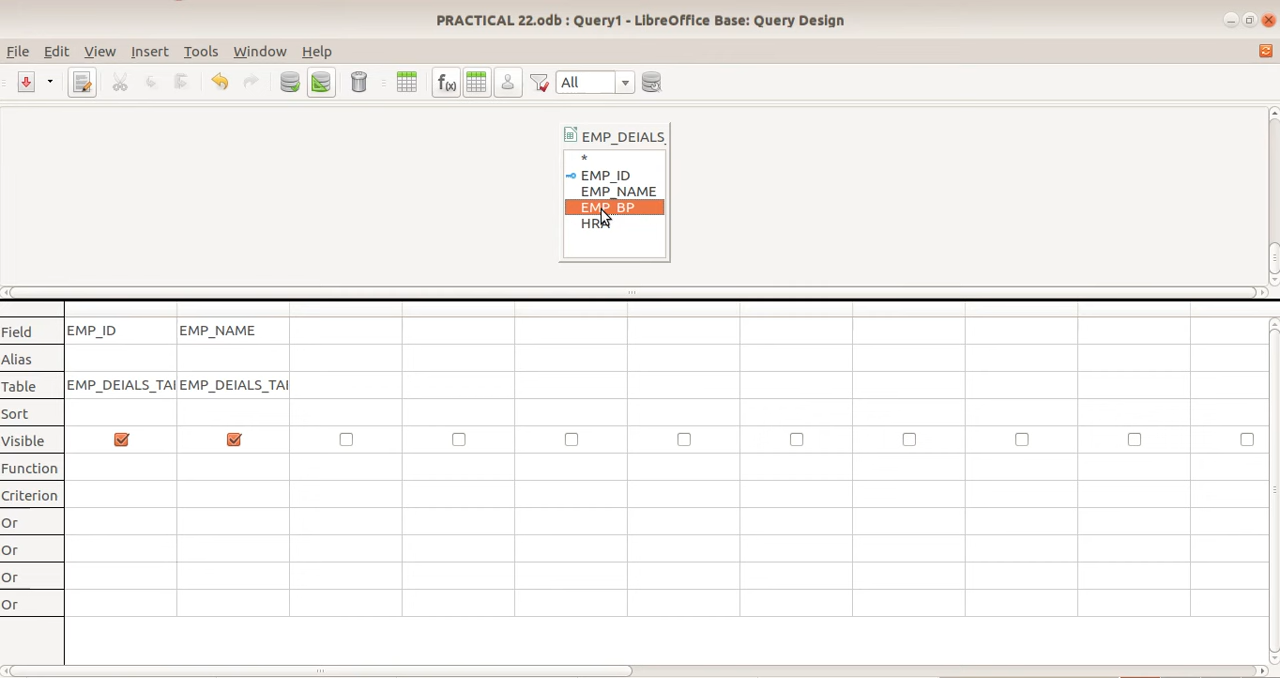 PRACTICAL 22.odb : Query1 - LibreOffice Base: Query Design
File Edit View Insert Tools Window Help
f(x) All
EMP_DEIALS_
*
EMP_ID
EMP_NAME
EMP_BP
HRA
Field EMP_ID EMP_NAME
Alias
Table EMP_DEIALS_TAI EMP_DEIALS_TAI
Sort
Visible
Function
Criterion
Or
Or
Or
Or